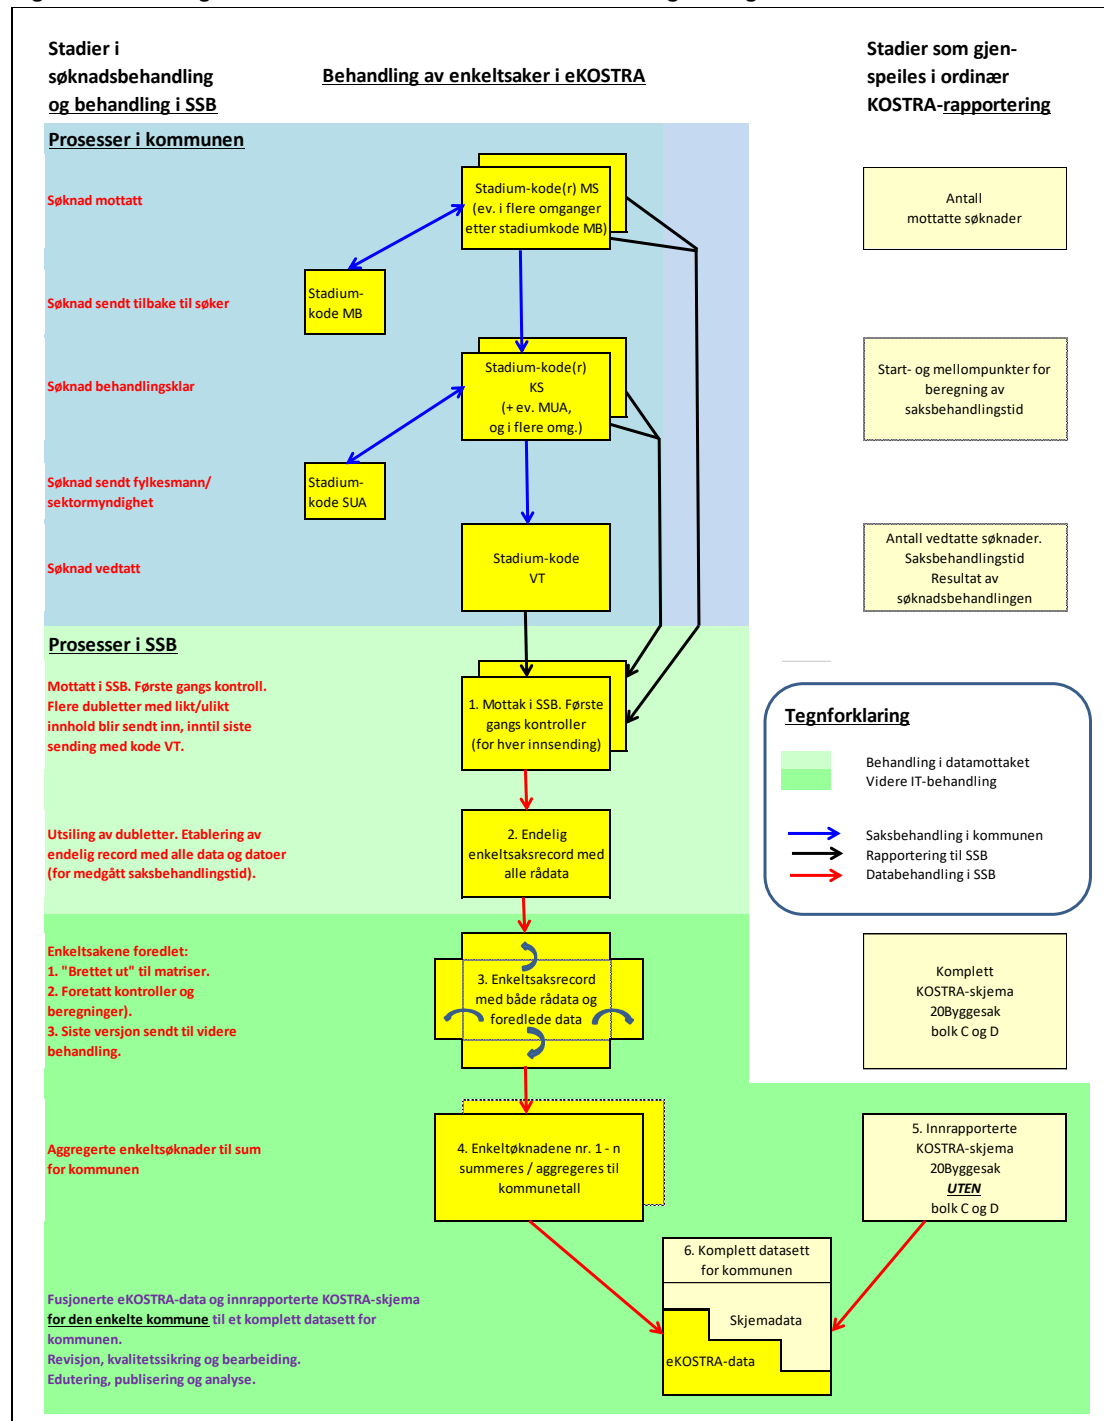 Stadier i
søknadsbehandling
og behandling i SSB
Behandling av enkeltsaker i eKOSTRA
Stadier som gjen-
speiles i ordinær
KOSTRA-rapportering
Prosesser i kommunen
Søknad mottatt
Stadium-kode(r) MS
(ev. i flere omganger
etter stadiumkode MB)
Antall
mottatte søknader
Søknad sendt tilbake til søker
Stadium-
kode MB
Søknad behandlingsklar
Stadium-kode(r)
KS
(+ ev. MUA,
og i flere omg.)
Start- og mellompunkter for
beregning av
saksbehandlingstid
Søknad sendt fylkesmann/
sektormyndighet
Stadium-
kode SUA
Søknad vedtatt
Stadium-kode
VT
Antall vedtatte søknader.
Saksbehandlingstid
Resultat av
søknadsbehandlingen
Prosesser i SSB
Mottatt i SSB. Første gangs kontroll.
Flere dubletter med likt/ulikt
innhold blir sendt inn, inntil siste
sending med kode VT.
1. Mottak i SSB. Første
gangs kontroller
(for hver innsending)
Tegnforklaring
Behandling i datamottaket
Videre IT-behandling
Saksbehandling i kommunen
Rapportering til SSB
Databehandling i SSB
Utsiling av dubletter. Etablering av
endelig record med alle data og datoer
(for medgått saksbehandlingstid).
2. Endelig
enkeltsaksrecord med
alle rådata
Enkeltsakene foredlet:
1. "Brettet ut" til matriser.
2. Foretatt kontroller og
beregninger).
3. Siste versjon sendt til videre
behandling.
3. Enkeltsaksrecord
med både rådata og
foredlede data
Komplett
KOSTRA-skjema
20Byggesak
bolk C og D
Aggregerte enkeltsøknader til sum
for kommunen
4. Enkeltøknadene nr. 1 - n
summeres / aggregeres til
kommunetall
5. Innrapporterte
KOSTRA-skjema
20Byggesak
UTEN
bolk C og D
6. Komplett datasett
for kommunen
Skjemadata
eKOSTRA-data
Fusjonerte eKOSTRA-data og innrapporterte KOSTRA-skjema
for den enkelte kommune til et komplett datasett for
kommunen.
Revisjon, kvalitetssikring og bearbeiding.
Edutering, publisering og analyse.